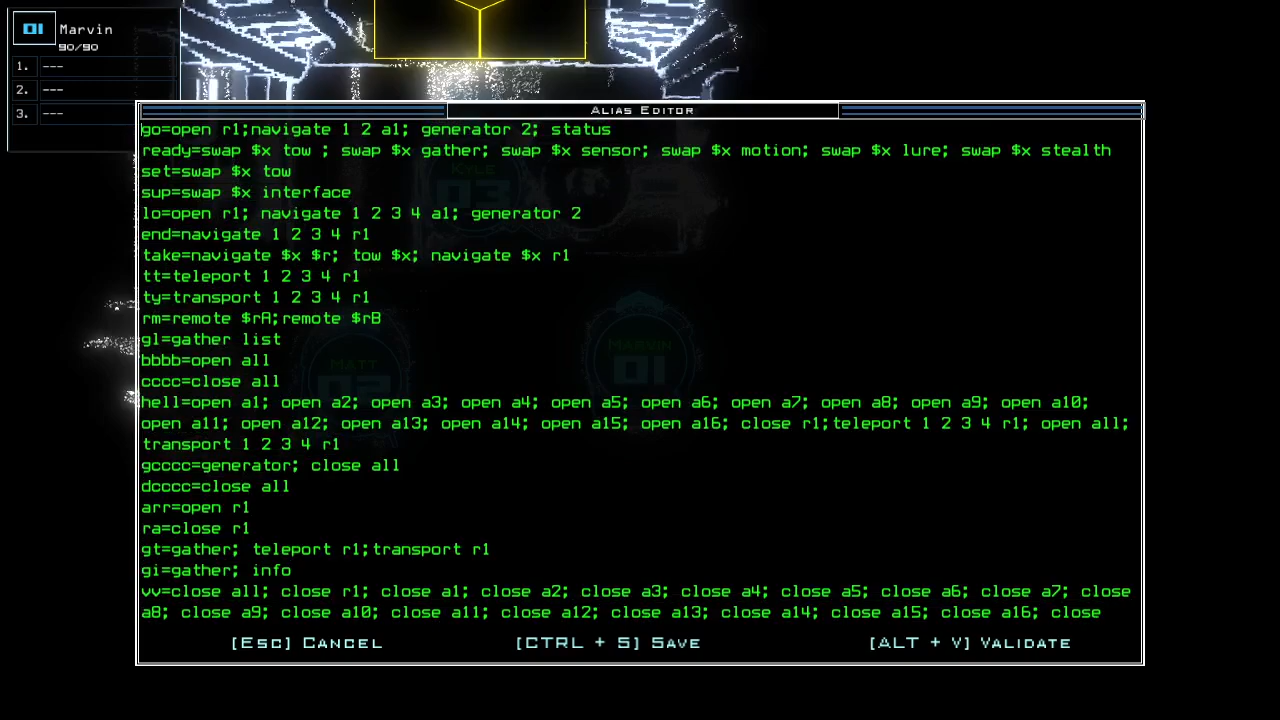 01 Marvin
90/90
1. ---
2. ---
3. ---
Alias Editor
go=open r1;navigate 1 2 a1; generator 2; status
ready=swap $x tow ; swap $x gather; swap $x sensor; swap $x motion; swap $x lure; swap $x stealth
set=swap $x tow
sup=swap $x interface
lo=open r1; navigate 1 2 3 4 a1; generator 2
end=navigate 1 2 3 4 r1
take=navigate $x $r; tow $x; navigate $x r1
tt=teleport 1 2 3 4 r1
ty=transport 1 2 3 4 r1
rm=remote $rA;remote $rB
gl=gather list
bbbb=open all
cccc=close all
hell=open a1; open a2; open a3; open a4; open a5; open a6; open a7; open a8; open a9; open a10;
open a11; open a12; open a13; open a14; open a15; open a16; close r1;teleport 1 2 3 4 r1; open all;
transport 1 2 3 4 r1
gcccc=generator; close all
dcccc=close all
arr=open r1
ra=close r1
gt=gather; teleport r1;transport r1
gi=gather; info
vv=close all; close r1; close a1; close a2; close a3; close a4; close a5; close a6; close a7; close
a8; close a9; close a10; close a11; close a12; close a13; close a14; close a15; close a16; close
[Esc] Cancel [CTRL + S] Save [ALT + V] Validate
Kyle
03
Matt
02
Marvin
01